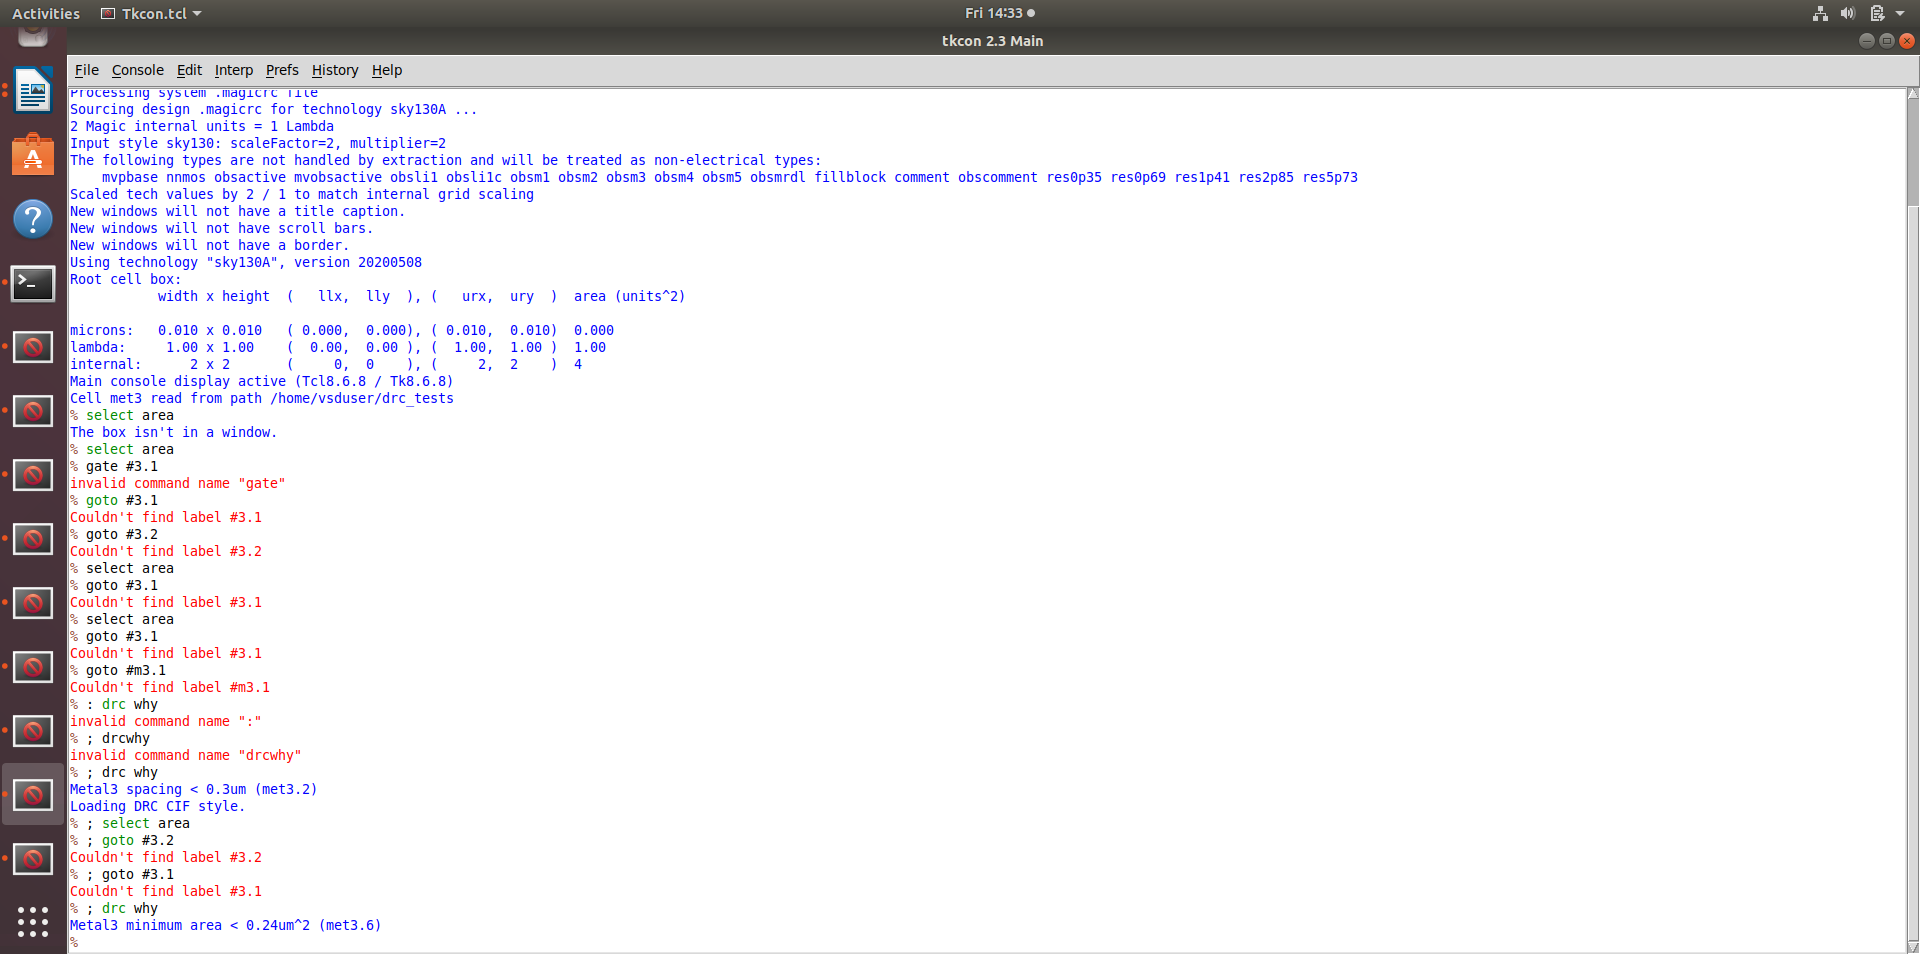 Activities Tkcon.tcl Fri 14:33
tkcon 2.3 Main
File Console Edit Interp Prefs History Help
Processing system .magicrc file
Sourcing design .magicrc for technology sky130A ...
2 Magic internal units = 1 Lambda
Input style sky130: scaleFactor=2, multiplier=2
The following types are not handled by extraction and will be treated as non-electrical types:
mvpbase nnmos obsactive mvobsactive obsli1 obsli1c obsm1 obsm2 obsm3 obsm4 obsm5 obsmrdl fillblock comment obscomment res0p35 res0p69 res1p41 res2p85 res5p73
Scaled tech values by 2 / 1 to match internal grid scaling
New windows will not have a title caption.
New windows will not have scroll bars.
New windows will not have a border.
Using technology "sky130A", version 20200508
Root cell box:
width x height ( llx, lly ), ( urx, ury ) area (units^2)
microns: 0.010 x 0.010 ( 0.000, 0.000), ( 0.010, 0.010) 0.000
lambda: 1.00 x 1.00 ( 0.00, 0.00 ), ( 1.00, 1.00 ) 1.00
internal: 2 x 2 ( 0, 0 ), ( 2, 2 ) 4
Main console display active (Tcl8.6.8 / Tk8.6.8)
Cell met3 read from path /home/vsduser/drc_tests
% select area
The box isn't in a window.
% select area
% gate #3.1
invalid command name "gate"
% goto #3.1
Couldn't find label #3.1
% goto #3.2
Couldn't find label #3.2
% select area
% goto #3.1
Couldn't find label #3.1
% select area
% goto #3.1
Couldn't find label #3.1
% goto #m3.1
Couldn't find label #m3.1
% : drc why
invalid command name ":"
% ; drcwhy
invalid command name "drcwhy"
% ; drc why
Metal3 spacing < 0.3um (met3.2)
Loading DRC CIF style.
% ; select area
% ; goto #3.2
Couldn't find label #3.2
% ; goto #3.1
Couldn't find label #3.1
% ; drc why
Metal3 minimum area < 0.24um^2 (met3.6)
%